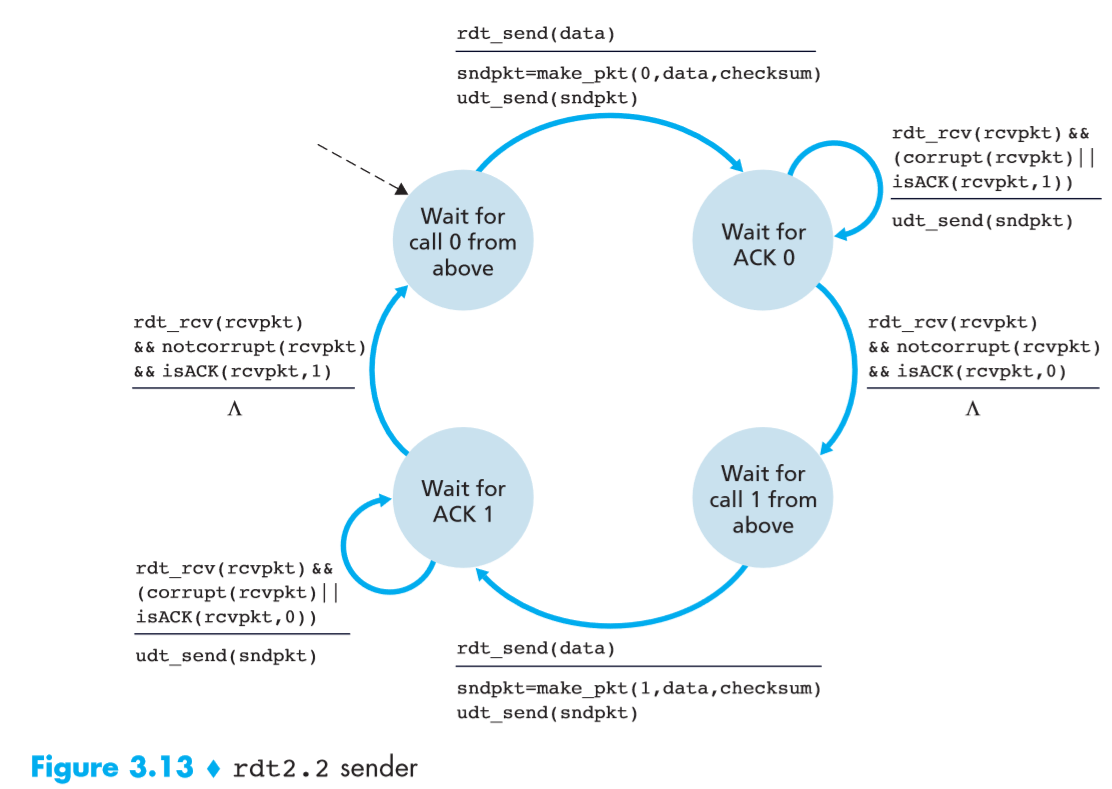 rdt_send(data)
sndpkt=make_pkt(0,data,checksum)
udt_send(sndpkt)
rdt_rcv(rcvpkt) &&
(corrupt(rcvpkt)||
isACK(rcvpkt,1))
udt_send(sndpkt)
Wait for
call 0 from
above
Wait for
ACK 0
rdt_rcv(rcvpkt)
&& notcorrupt(rcvpkt)
&& isACK(rcvpkt,1)
Λ
rdt_rcv(rcvpkt)
&& notcorrupt(rcvpkt)
&& isACK(rcvpkt,0)
Λ
Wait for
ACK 1
Wait for
call 1 from
above
rdt_rcv(rcvpkt) &&
(corrupt(rcvpkt)||
isACK(rcvpkt,0))
udt_send(sndpkt)
rdt_send(data)
sndpkt=make_pkt(1,data,checksum)
udt_send(sndpkt)
Figure 3.13 ♦ rdt2.2 sender